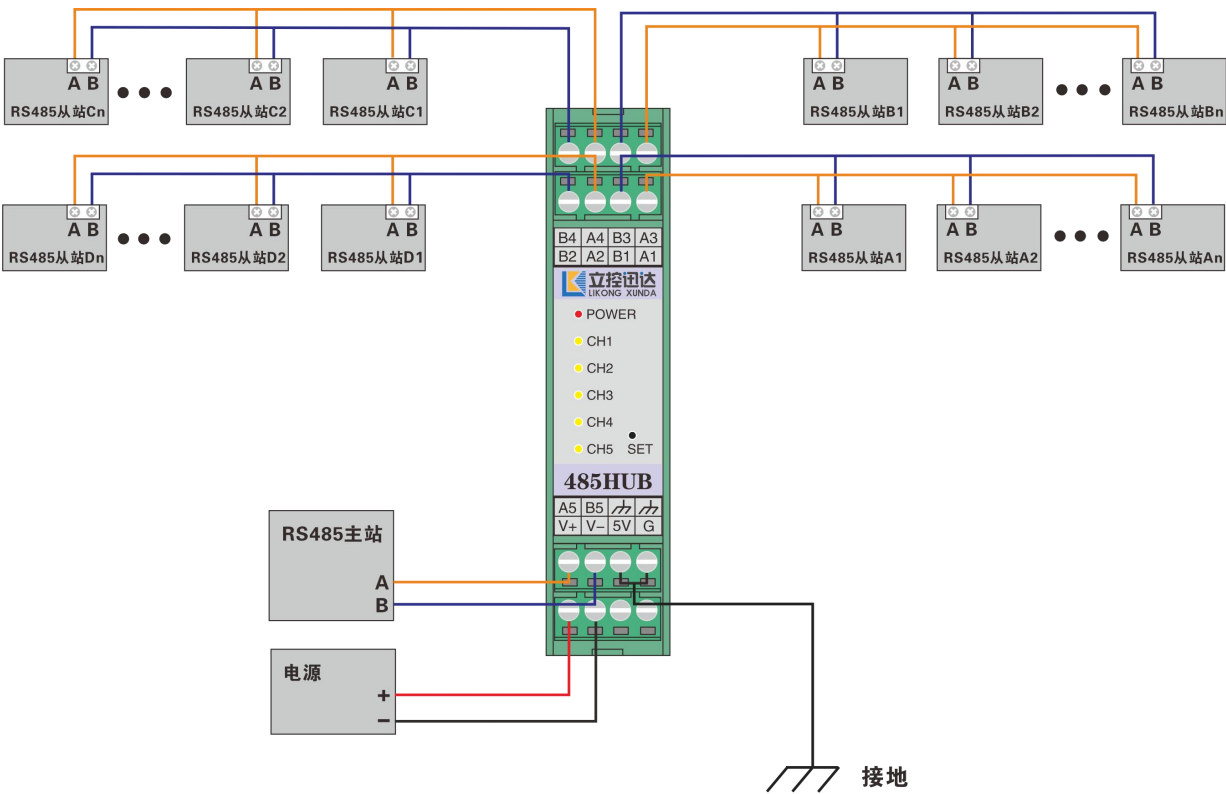 A B
RS485从站Cn
A B
RS485从站C2
A B
RS485从站C1
A B
RS485从站B1
A B
RS485从站B2
A B
RS485从站Bn
A B
RS485从站Dn
A B
RS485从站D2
A B
RS485从站D1
A B
RS485从站A1
A B
RS485从站A2
A B
RS485从站An
B4 A4 B3 A3
B2 A2 B1 A1
立控迅达
LIKONG XUNDA
POWER
CH1
CH2
CH3
CH4
CH5 SET
485HUB
A5 B5
V+ V- 5V G
RS485主站
A
B
电源
+
-
接地